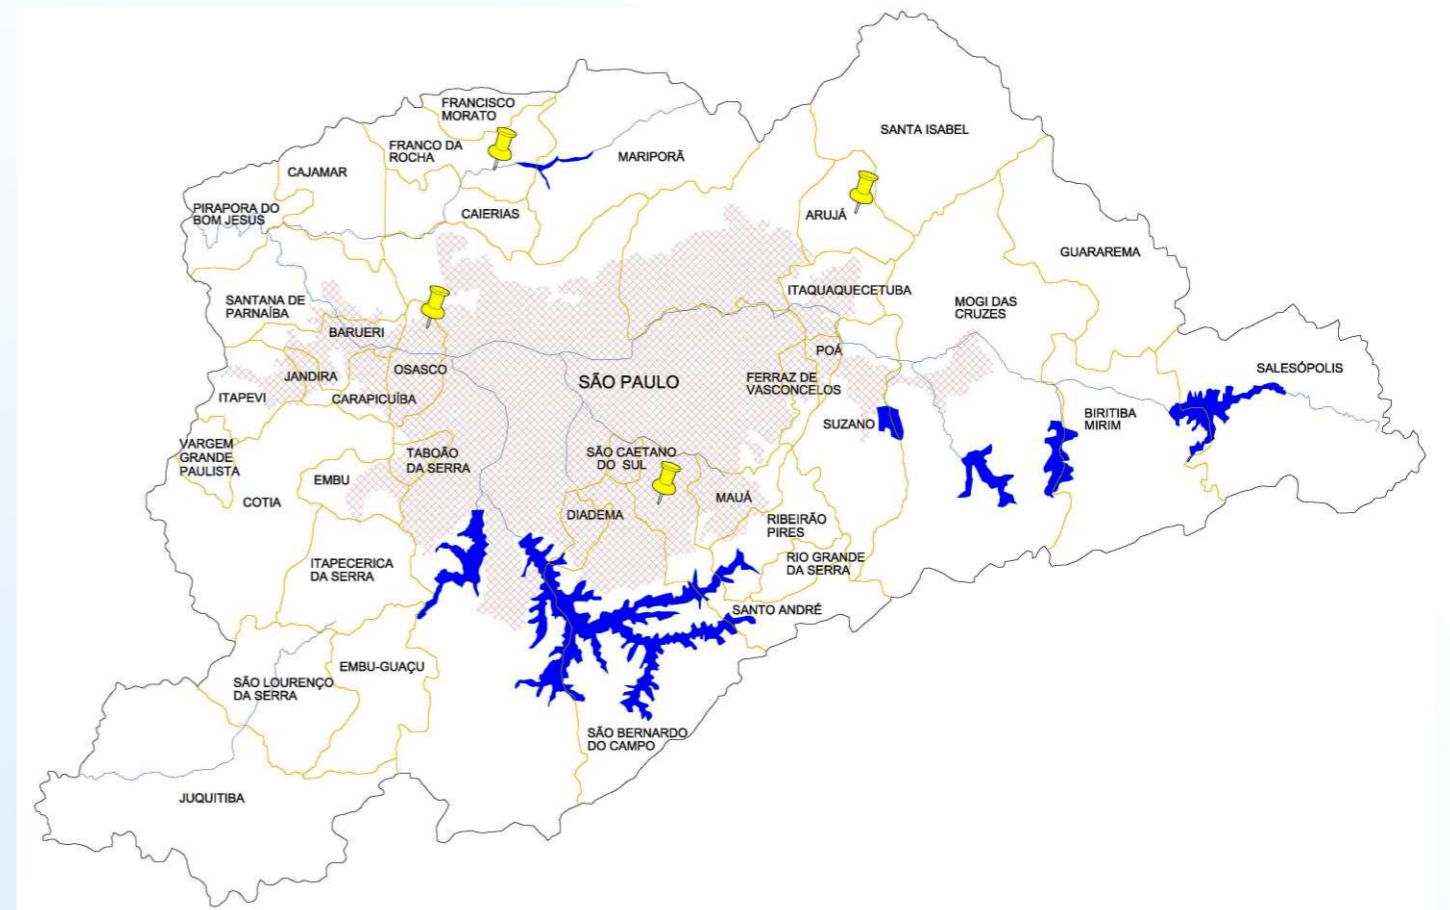 FRANCISCO
MORATO
SANTA ISABEL
FRANCO DA
ROCHA
MARIPORÃ
CAJAMAR
PIRAPORA DO
BOM JESUS
CAIERIAS
ARUJÁ
GUARAREMA
ITAQUAQUECETUBA
SANTANA DE
PARNAÍBA
MOGI DAS
CRUZES
BARUERI
POÁ
OSASCO
SALESÓPOLIS
JANDIRA
SÃO PAULO
FERRAZ DE
VASCONCELOS
ITAPEVI
CARAPICUÍBA
SUZANO
BIRITIBA
MIRIM
VARGEM
GRANDE
PAULISTA
TABOÃO
DA SERRA
SÃO CAETANO
DO SUL
EMBU
COTIA
MAUÁ
DIADEMA
RIBEIRÃO
PIRES
ITAPECERICA
DA SERRA
RIO GRANDE
DA SERRA
SANTO ANDRÉ
EMBU-GUAÇU
SÃO LOURENÇO
DA SERRA
SÃO BERNARDO
DO CAMPO
JUQUITIBA